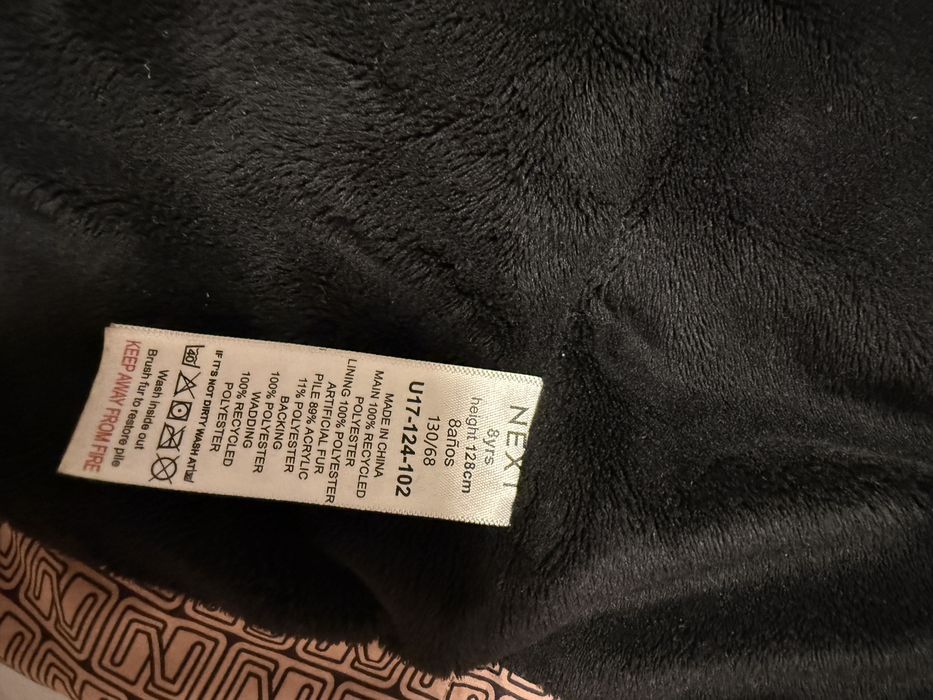 NEXT
8yrs
height 128cm
8años
130/68
U17-124-102
MADE IN CHINA
MAIN 100% RECYCLED
POLYESTER
LINING 100% POLYESTER
ARTIFICIAL FUR
PILE 89% ACRYLIC
11% POLYESTER
BACKING
100% POLYESTER
WADDING
100% RECYCLED
POLYESTER
IF IT'S NOT DIRTY WASH AT
40
Wash inside out
Brush fur to restore pile
KEEP AWAY FROM FIRE